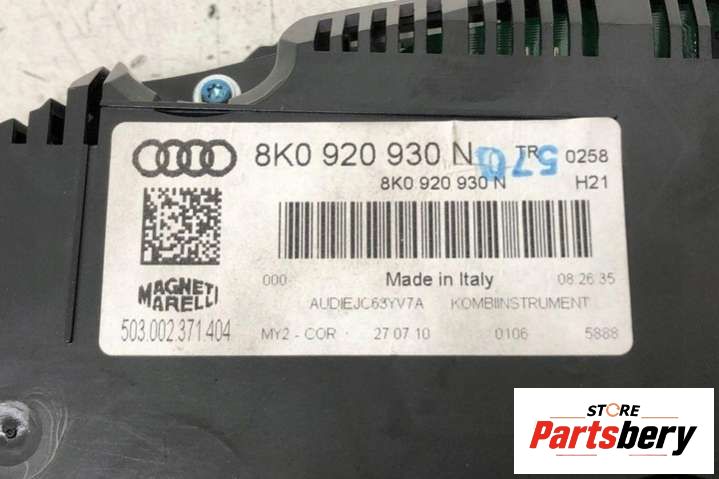 8K0 920 930 N TR 0258
570
8K0 920 930 N H21
000 Made in Italy 08:26:35
MAGNETI
MARELLI
AUDIEJC63YV7A KOMBIINSTRUMENT
503.002.371.404
MY2 - COR 27 07 10 0106 5888
STORE
Partsbery